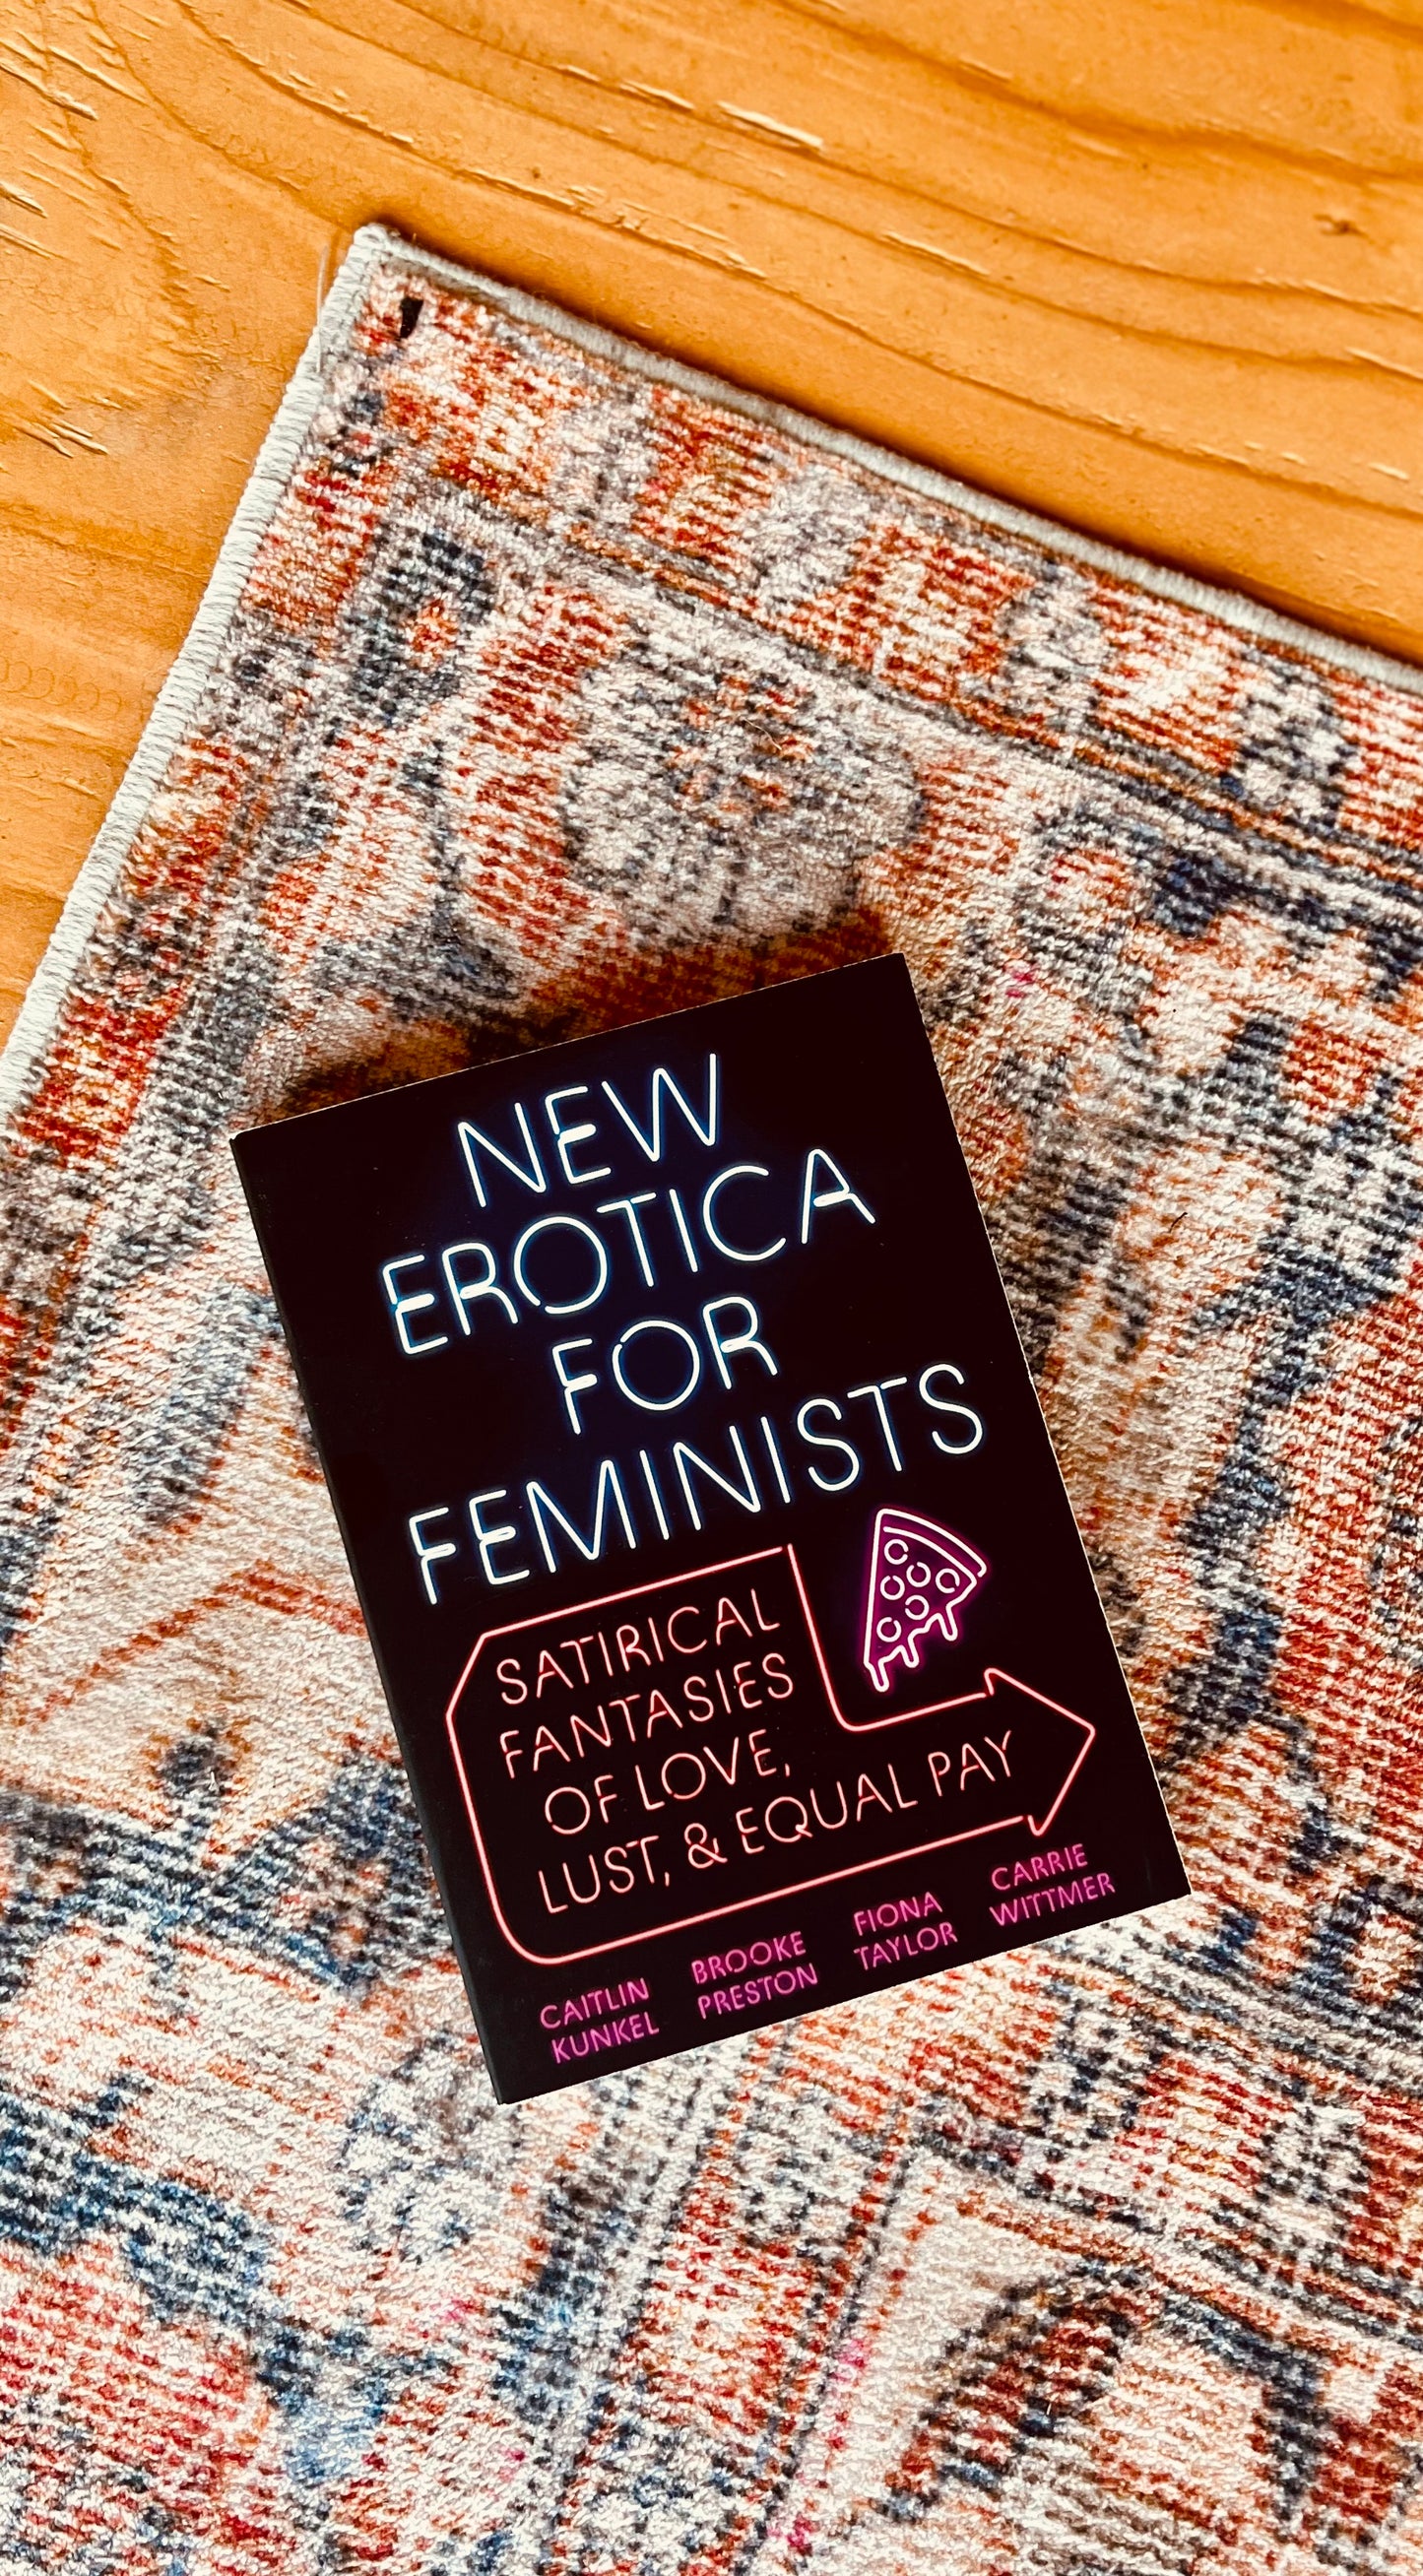 NEW
EROTICA
FOR
FEMINISTS
SATIRICAL
FANTASIES
OF LOVE,
LUST, & EQUAL PAY
CAITLIN
KUNKEL
BROOKE
PRESTON
FIONA
TAYLOR
CARRIE
WITTMER